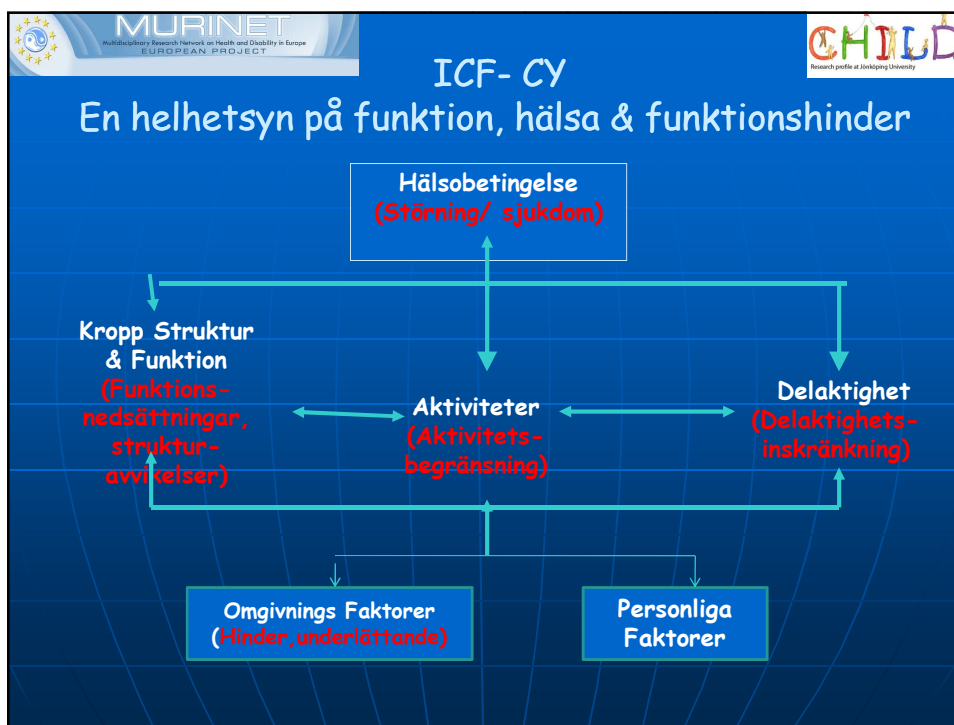 MURINET
Multidisciplinary Research Network on Health and Disability in Europe
EUROPEAN PROJECT
CHILD
Research profile at Jönköping University
ICF- CY
En helhetsyn på funktion, hälsa & funktionshinder
Hälsobetingelse
(Störning/ sjukdom)
Kropp Struktur
& Funktion
(Funktions-
nedsättningar,
struktur-
avvikelser)
Aktiviteter
(Aktivitets-
begränsning)
Delaktighet
(Delaktighets-
inskränkning)
Omgivnings Faktorer
(Hinder,underlättande)
Personliga
Faktorer